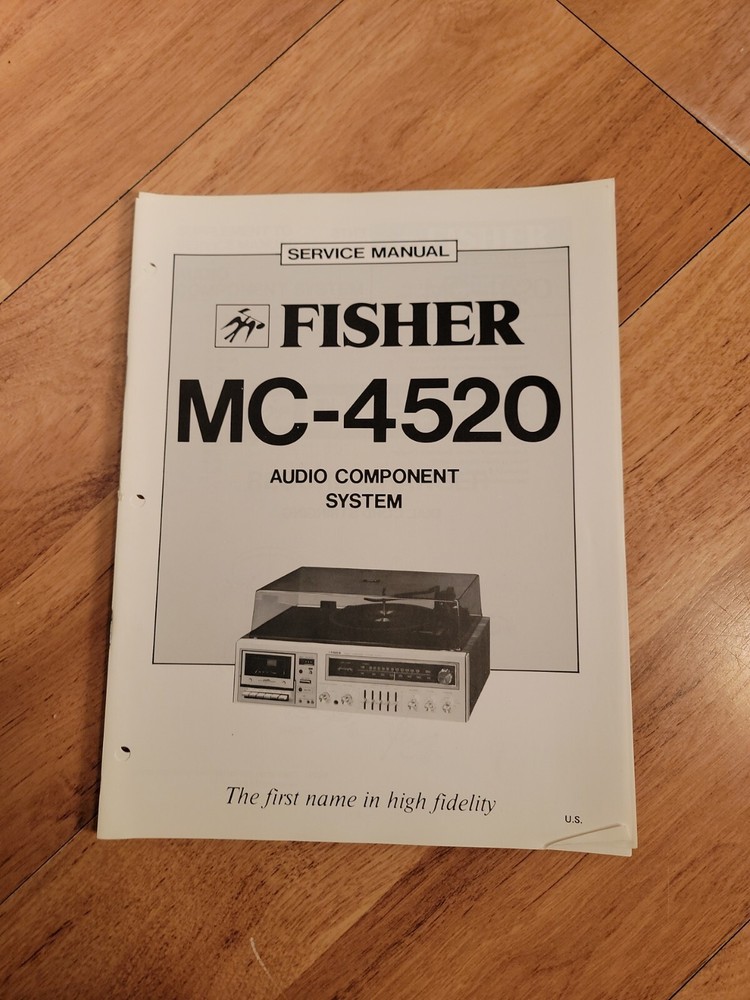 SERVICE MANUAL
FISHER
MC-4520
AUDIO COMPONENT
SYSTEM
The first name in high fidelity
U.S.